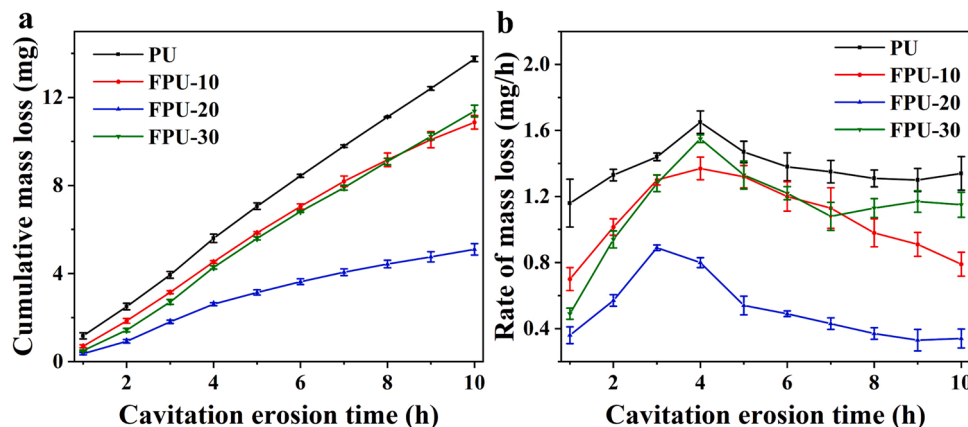 a
PU
FPU-10
FPU-20
FPU-30
Cumulative mass loss (mg)
12
8
4
0
2 4 6 8 10
Cavitation erosion time (h)
b
PU
FPU-10
FPU-20
FPU-30
Rate of mass loss (mg/h)
2.0
1.6
1.2
0.8
0.4
2 4 6 8 10
Cavitation erosion time (h)